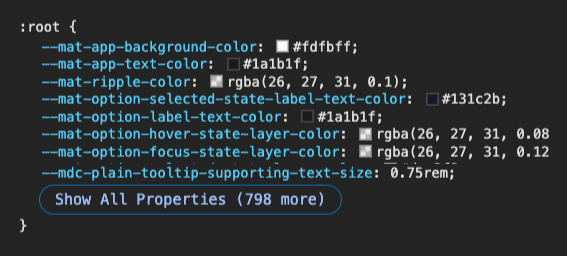 :root {
--mat-app-background-color: #fdfbff;
--mat-app-text-color: #1a1b1f;
--mat-ripple-color: rgba(26, 27, 31, 0.1);
--mat-option-selected-state-label-text-color: #131c2b;
--mat-option-label-text-color: #1a1b1f;
--mat-option-hover-state-layer-color: rgba(26, 27, 31, 0.08
--mat-option-focus-state-layer-color: rgba(26, 27, 31, 0.12
--mdc-plain-tooltip-supporting-text-size: 0.75rem;
Show All Properties (798 more)
}